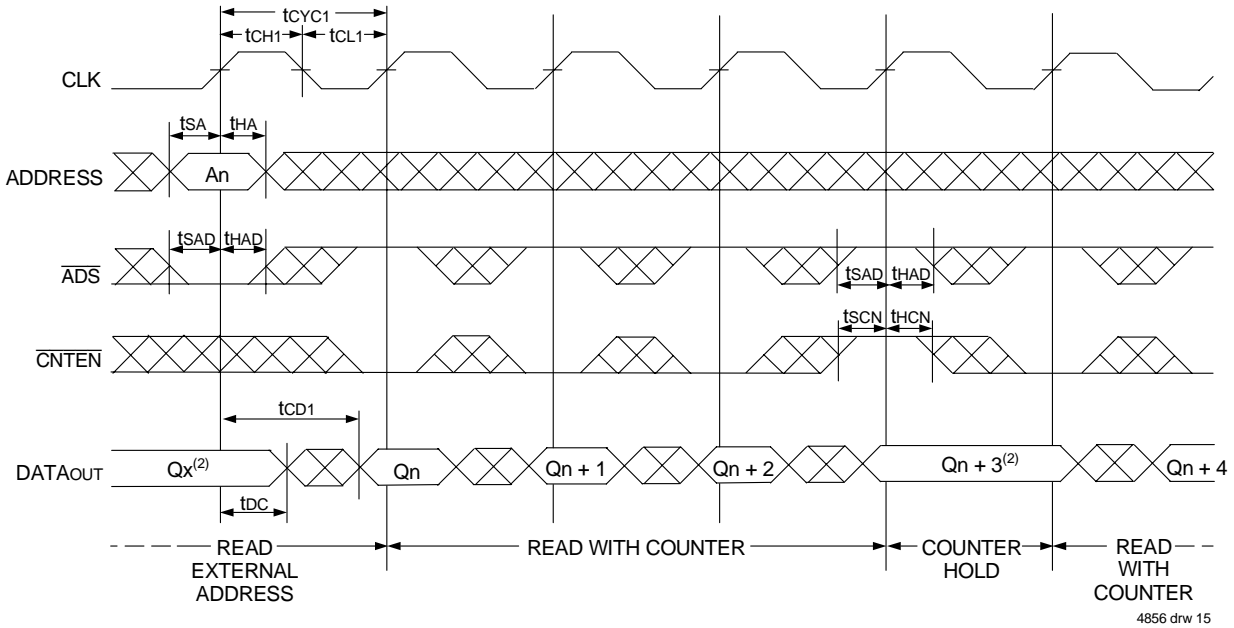 tCYC1
tCH1 tCL1
CLK
tSA tHA
ADDRESS An
tSAD tHAD
ADS
tSAD tHAD
tSCN tHCN
CNTEN
tCD1
DATAOUT Qx(2) Qn Qn + 1 Qn + 2 Qn + 3(2) Qn + 4
tDC
READ EXTERNAL ADDRESS
READ WITH COUNTER
COUNTER HOLD
READ WITH COUNTER
4856 drw 15